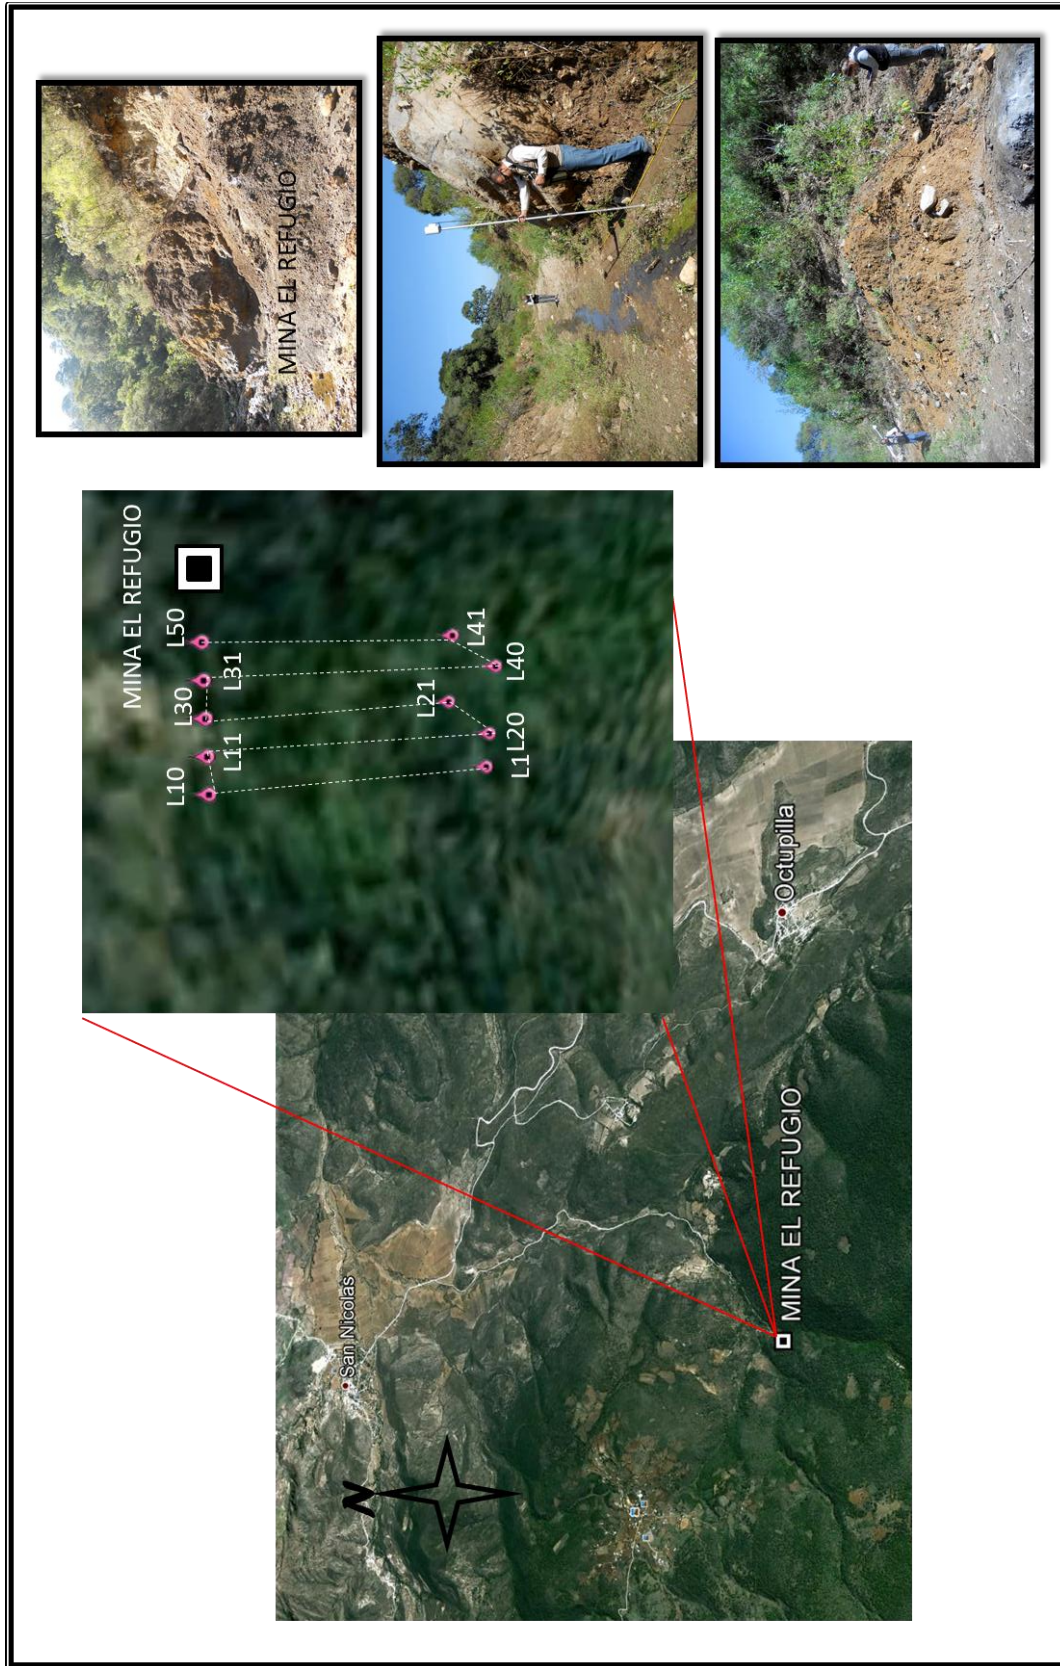 MINA EL REFUGIO
MINA EL REFUGIO
L10
L11
L30
L31
L50
L1
L20
L21
L40
L41
N
San Nicolas
Octupilla
MINA EL REFUGIO